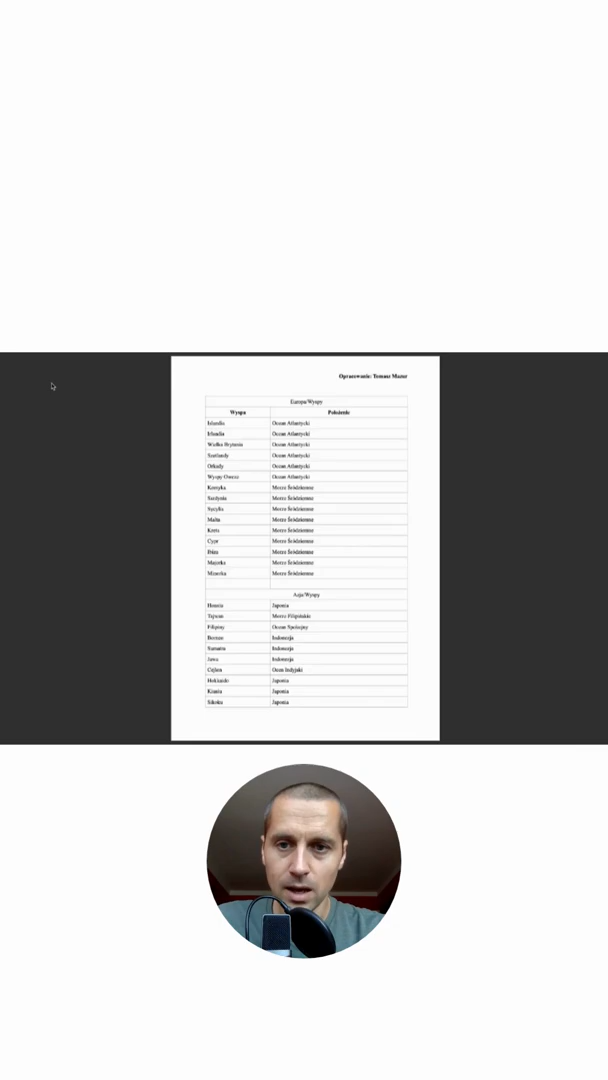 Opracowanie: Tomasz Mazur
Europa/Wyspy
Wyspa Położenie
Islandia Ocean Atlantycki
Irlandia Ocean Atlantycki
Wielka Brytania Ocean Atlantycki
Szetlandy Ocean Atlantycki
Orkady Ocean Atlantycki
Wyspy Owcze Ocean Atlantycki
Korsyka Morze Śródziemne
Sardynia Morze Śródziemne
Sycylia Morze Śródziemne
Malta Morze Śródziemne
Kreta Morze Śródziemne
Cypr Morze Śródziemne
Ibiza Morze Śródziemne
Majorka Morze Śródziemne
Minorka Morze Śródziemne
Azja/Wyspy
Honsiu Japonia
Tajwan Morze Filipińskie
Filipiny Ocean Spokojny
Borneo Indonezja
Sumatra Indonezja
Jawa Indonezja
Cejlon Indyjski
Hokkaido Japonia
Kiusiu Japonia
Sikoku Japonia